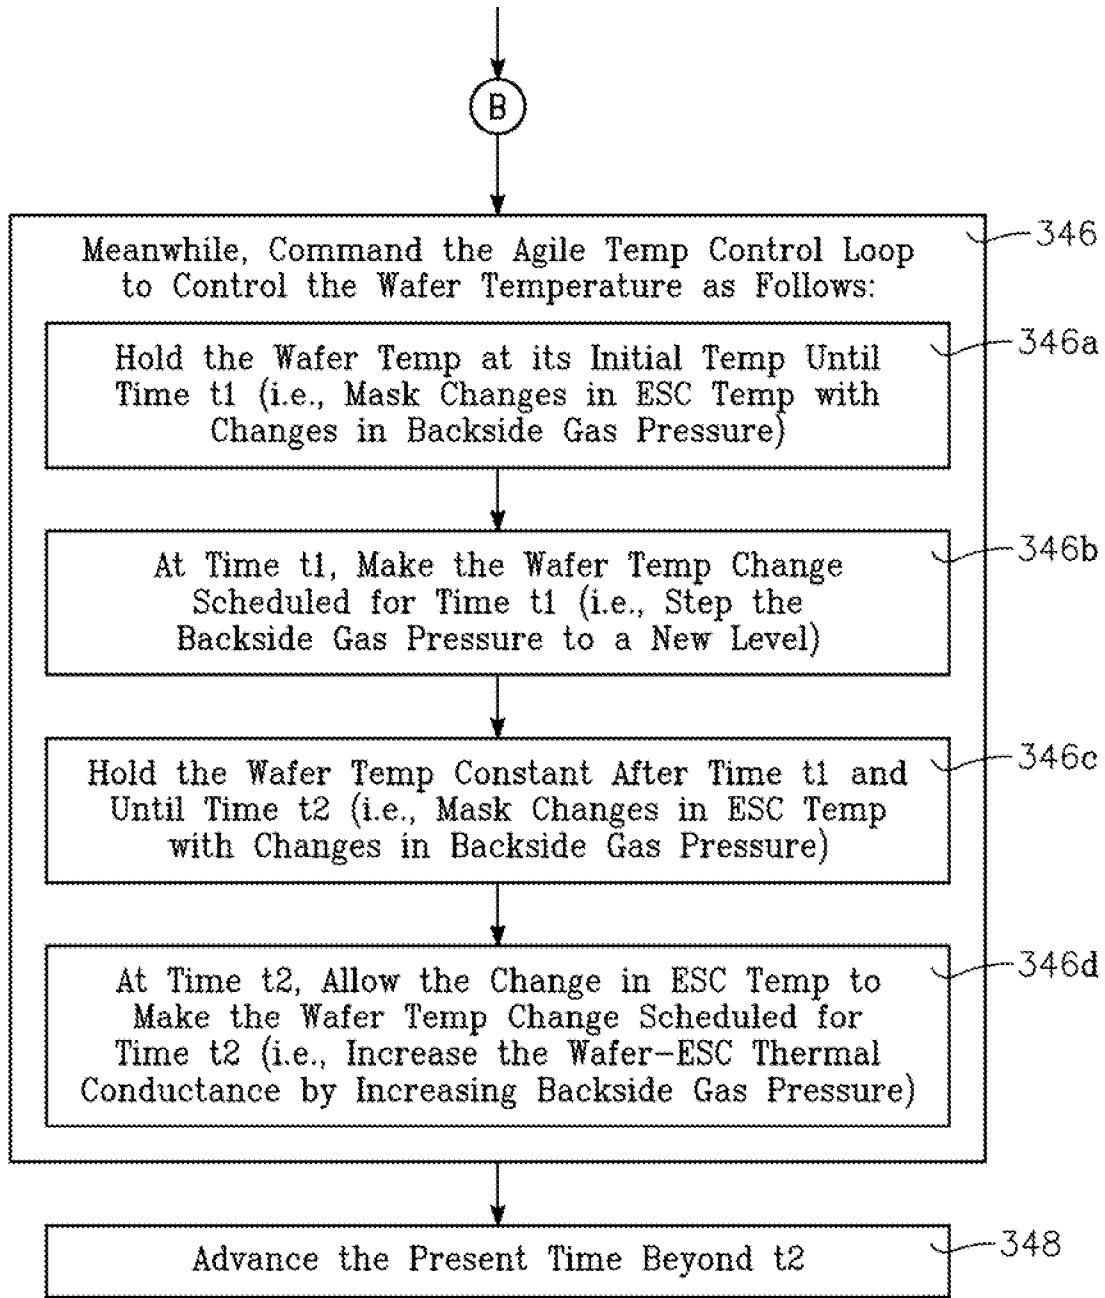 B
346
Meanwhile, Command the Agile Temp Control Loop
to Control the Wafer Temperature as Follows:
346a
Hold the Wafer Temp at its Initial Temp Until
Time t1 (i.e., Mask Changes in ESC Temp with
Changes in Backside Gas Pressure)
346b
At Time t1, Make the Wafer Temp Change
Scheduled for Time t1 (i.e., Step the
Backside Gas Pressure to a New Level)
346c
Hold the Wafer Temp Constant After Time t1 and
Until Time t2 (i.e., Mask Changes in ESC Temp
with Changes in Backside Gas Pressure)
346d
At Time t2, Allow the Change in ESC Temp to
Make the Wafer Temp Change Scheduled for
Time t2 (i.e., Increase the Wafer-ESC Thermal
Conductance by Increasing Backside Gas Pressure)
348
Advance the Present Time Beyond t2